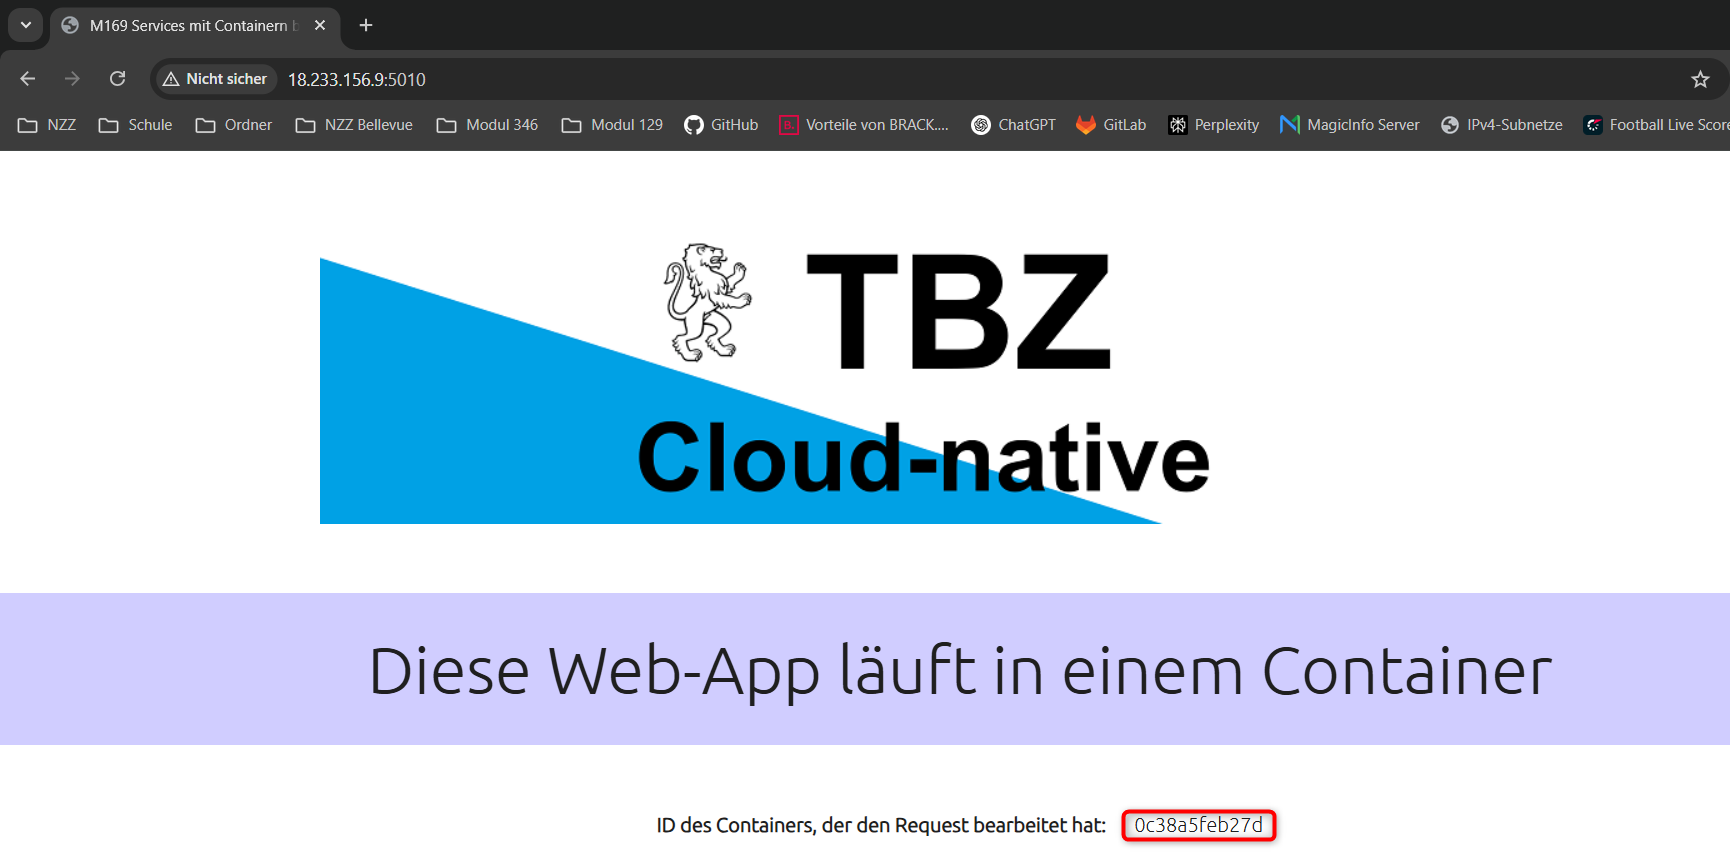 M169 Services mit Containern b
Nicht sicher 18.233.156.9:5010
NZZ Schule Ordner NZZ Bellevue Modul 346 Modul 129 GitHub B. Vorteile von BRACK.... ChatGPT GitLab Perplexity MagicInfo Server IPv4-Subnetze Football Live Score
TBZ
Cloud-native
Diese Web-App läuft in einem Container
ID des Containers, der den Request bearbeitet hat: 0c38a5feb27d